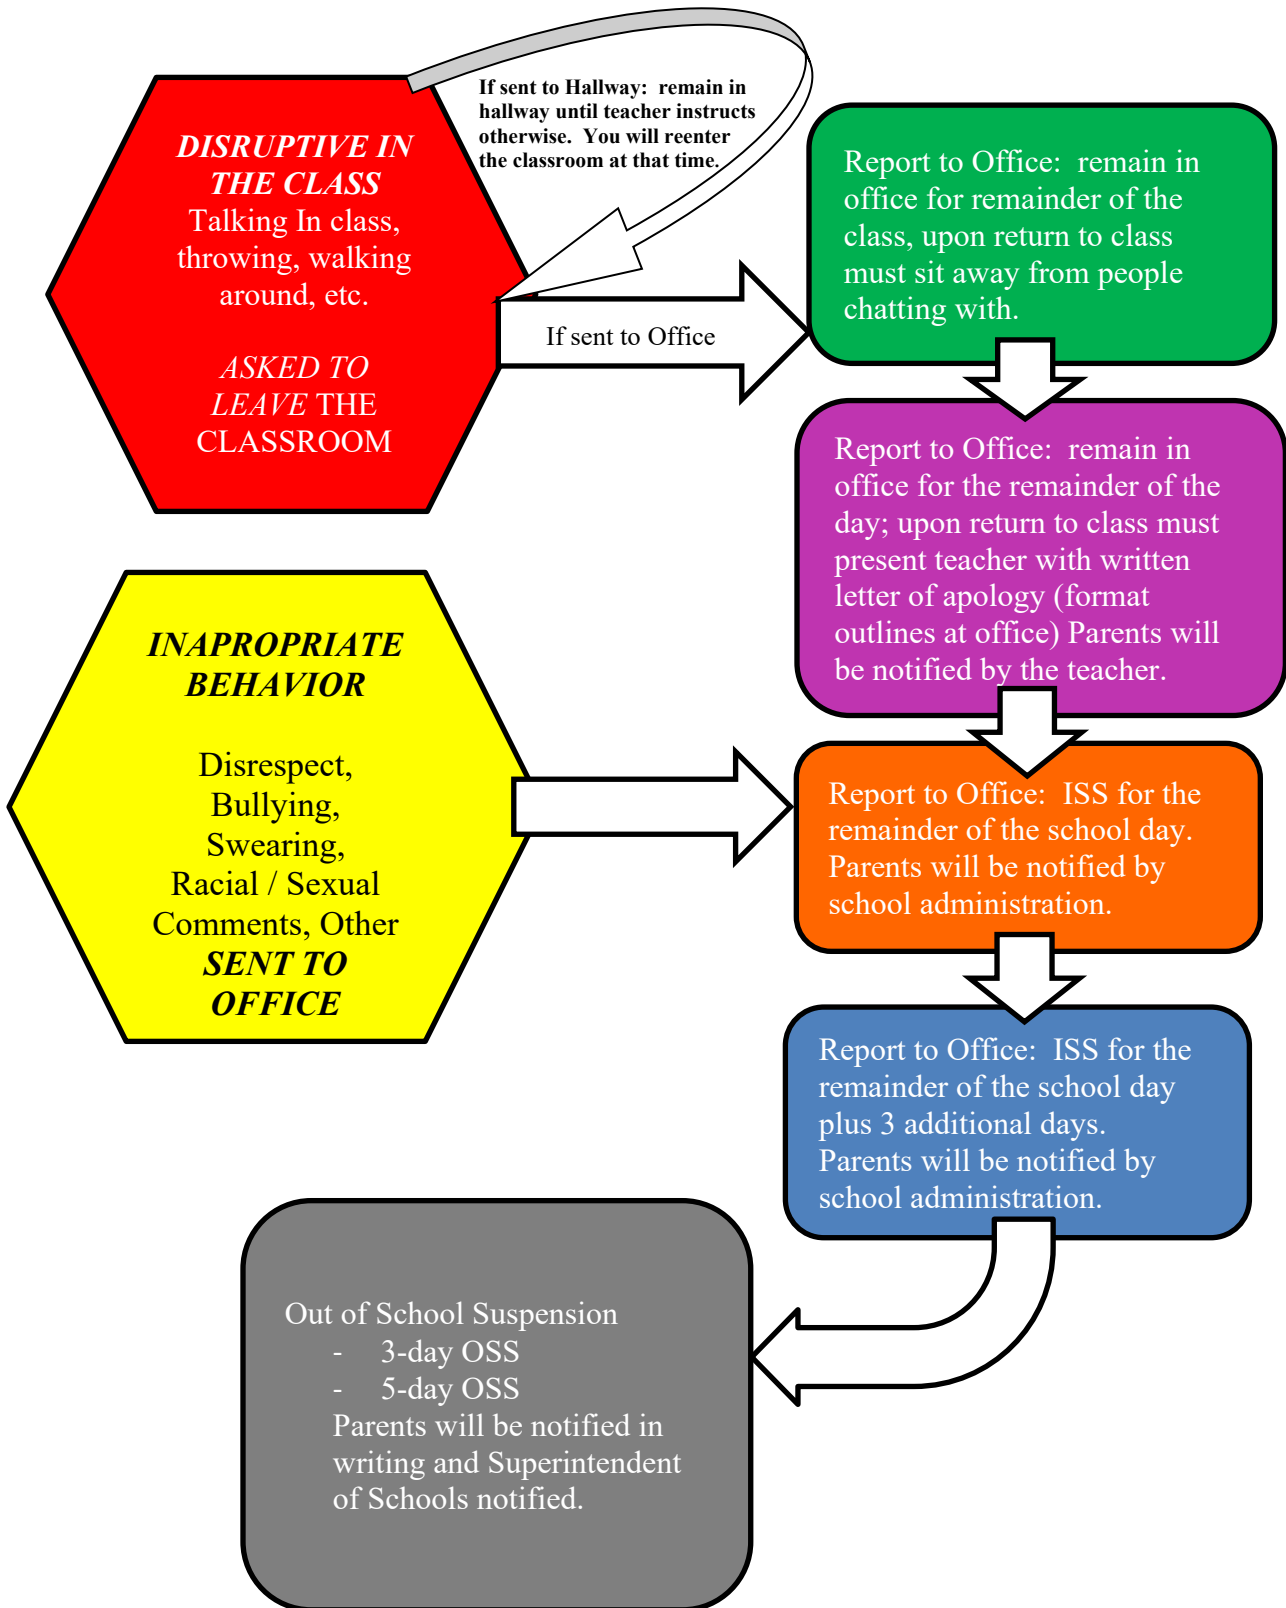 If sent to Hallway: remain in
hallway until teacher instructs
otherwise. You will reenter
the classroom at that time.
DISRUPTIVE IN
THE CLASS
Talking In class,
throwing, walking
around, etc.
ASKED TO
LEAVE THE
CLASSROOM
If sent to Office
Report to Office: remain in
office for remainder of the
class, upon return to class
must sit away from people
chatting with.
Report to Office: remain in
office for the remainder of the
day; upon return to class must
present teacher with written
letter of apology (format
outlines at office) Parents will
be notified by the teacher.
INAPROPRIATE
BEHAVIOR
Disrespect,
Bullying,
Swearing,
Racial / Sexual
Comments, Other
SENT TO
OFFICE
Report to Office: ISS for the
remainder of the school day.
Parents will be notified by
school administration.
Report to Office: ISS for the
remainder of the school day
plus 3 additional days.
Parents will be notified by
school administration.
Out of School Suspension
- 3-day OSS
- 5-day OSS
Parents will be notified in
writing and Superintendent
of Schools notified.